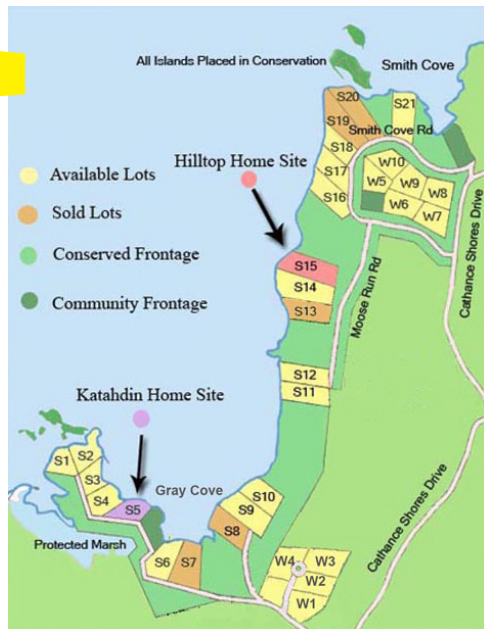 All Islands Placed in Conservation
Smith Cove
S20
S21
S19
Smith Cove Rd
S18
Hilltop Home Site
S17
W10
W5
W9
W8
S16
W6
W7
Available Lots
Sold Lots
Conserved Frontage
Community Frontage
S15
S14
S13
Moose Run Rd
Cathance Shores Drive
S12
S11
Katahdin Home Site
S1
S2
S3
S4
S5
Gray Cove
S10
S9
S8
Protected Marsh
S6
S7
W4
W3
W2
W1
Cathance Shores Drive